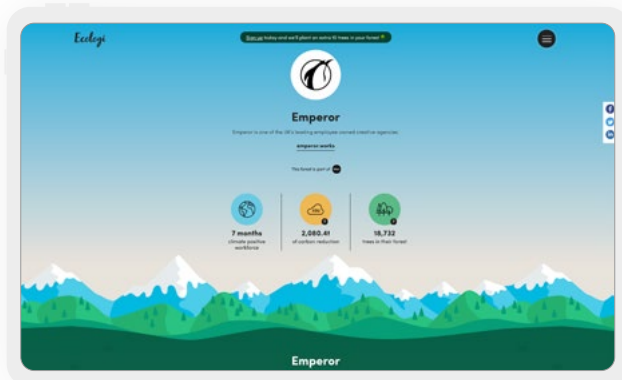 Ecologi
Sign up today and we'll plant an extra 10 trees in your forest
Emperor
Emperor is one of the UK's leading employee owned creative agencies
emperor.works
This forest is part of
7 months
climate positive
workforce
2,080.41
of carbon reduction
18,732
trees in their forest
Emperor